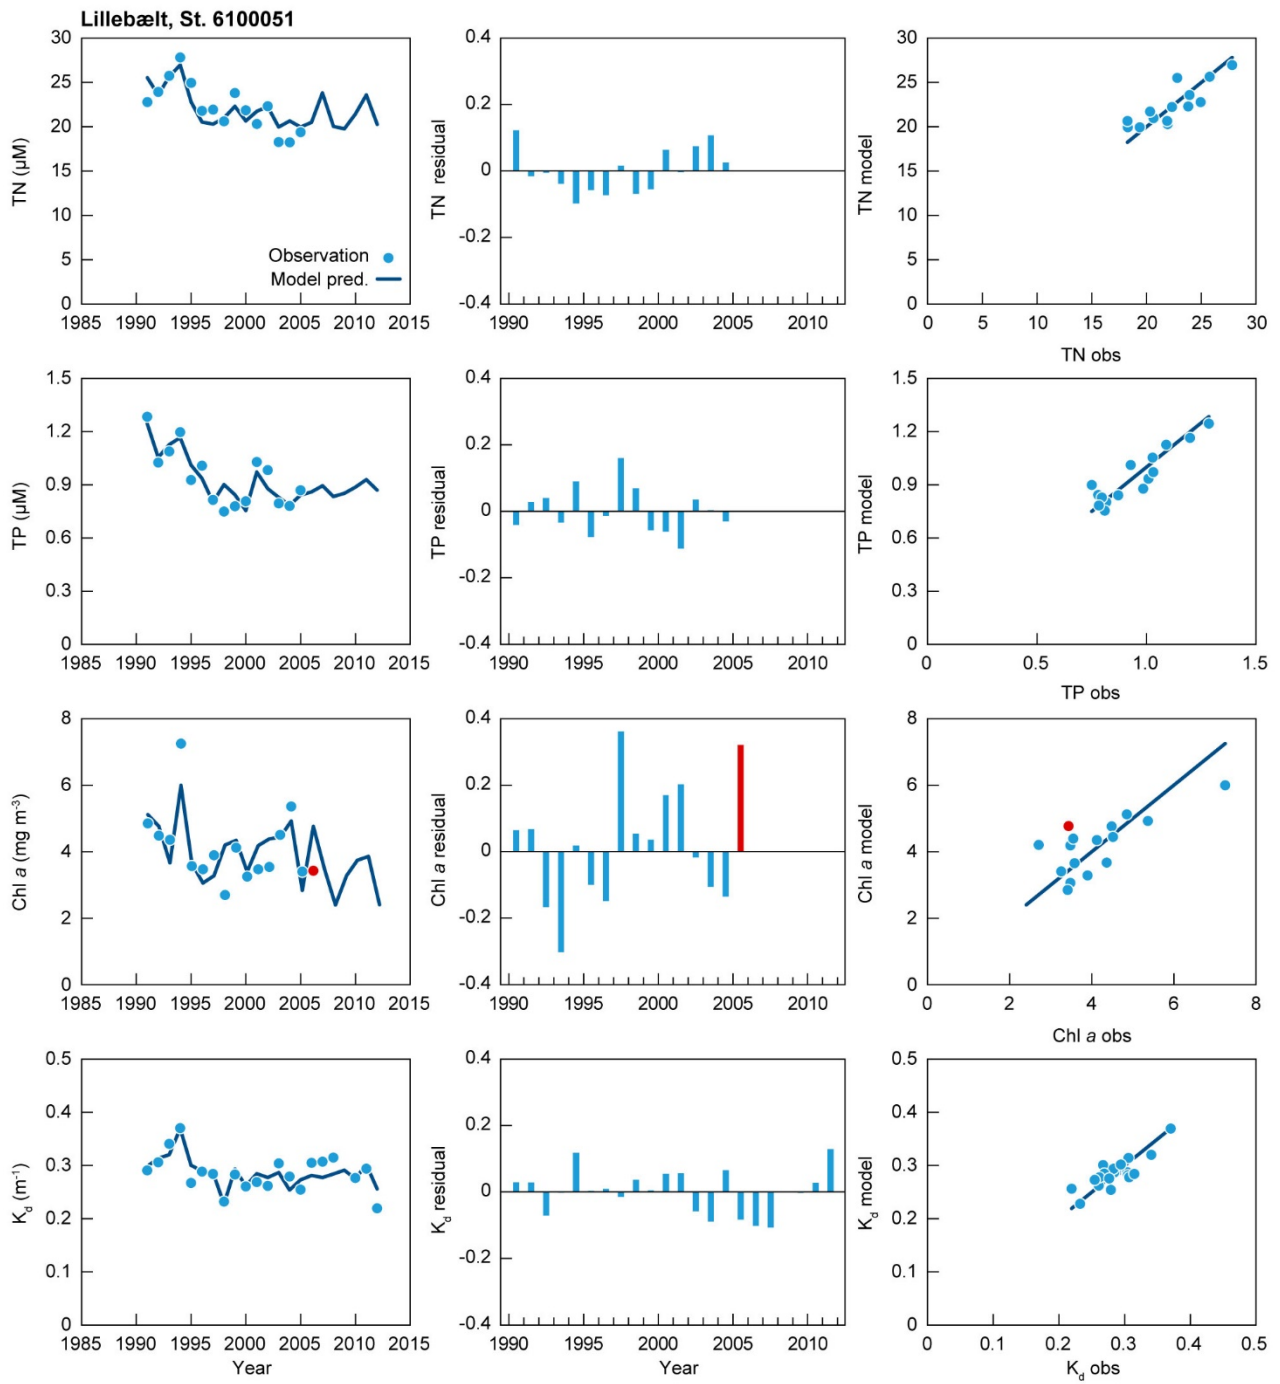 Lillebælt, St. 6100051
30
25
20
15
10
5
0
TN (µM)
Observation
Model pred.
1985 1990 1995 2000 2005 2010 2015
0.4
0.2
0
-0.2
-0.4
TN residual
1990 1995 2000 2005 2010
30
25
20
15
10
5
0
TN model
0 5 10 15 20 25 30
TN obs
1.5
1.2
0.9
0.6
0.3
0
TP (µM)
1985 1990 1995 2000 2005 2010 2015
0.4
0.2
0
-0.2
-0.4
TP residual
1990 1995 2000 2005 2010
1.5
1.2
0.9
0.6
0.3
0
TP model
0 0.5 1.0 1.5
TP obs
8
6
4
2
0
Chl a (mg m⁻³)
1985 1990 1995 2000 2005 2010 2015
0.4
0.2
0
-0.2
-0.4
Chl a residual
1990 1995 2000 2005 2010
8
6
4
2
0
Chl a model
0 2 4 6 8
Chl a obs
0.5
0.4
0.3
0.2
0.1
0
K_d (m⁻¹)
1985 1990 1995 2000 2005 2010 2015
Year
0.4
0.2
0
-0.2
-0.4
K_d residual
1990 1995 2000 2005 2010
Year
0.5
0.4
0.3
0.2
0.1
0
K_d model
0 0.1 0.2 0.3 0.4 0.5
K_d obs